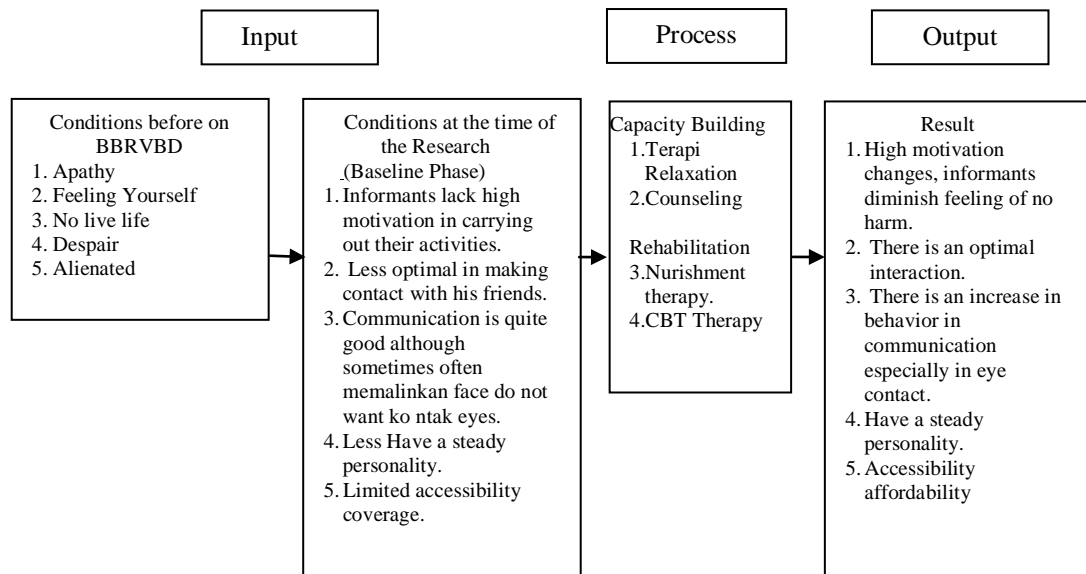 Input
Process
Output
Conditions before on
BBRVBD
1. Apathy
2. Feeling Yourself
3. No live life
4. Despair
5. Alienated
Conditions at the time of
the Research
(Baseline Phase)
1. Informants lack high
motivation in carrying
out their activities.
2. Less optimal in making
contact with his friends.
3. Communication is quite
good although
sometimes often
memalinkan face do not
want ko ntak eyes.
4. Less Have a steady
personality.
5. Limited accessibility
coverage.
Capacity Building
1.Terapi
Relaxation
2.Counseling
Rehabilitation
3.Nurishment
therapy.
4.CBT Therapy
Result
1. High motivation
changes, informants
diminish feeling of no
harm.
2. There is an optimal
interaction.
3. There is an increase in
behavior in
communication
especially in eye
contact.
4. Have a steady
personality.
5. Accessibility
affordability